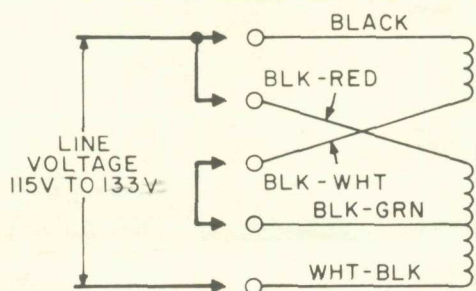 BLACK
BLK-RED
LINE
VOLTAGE
115V TO 133V
BLK-WHT
BLK-GRN
WHT-BLK